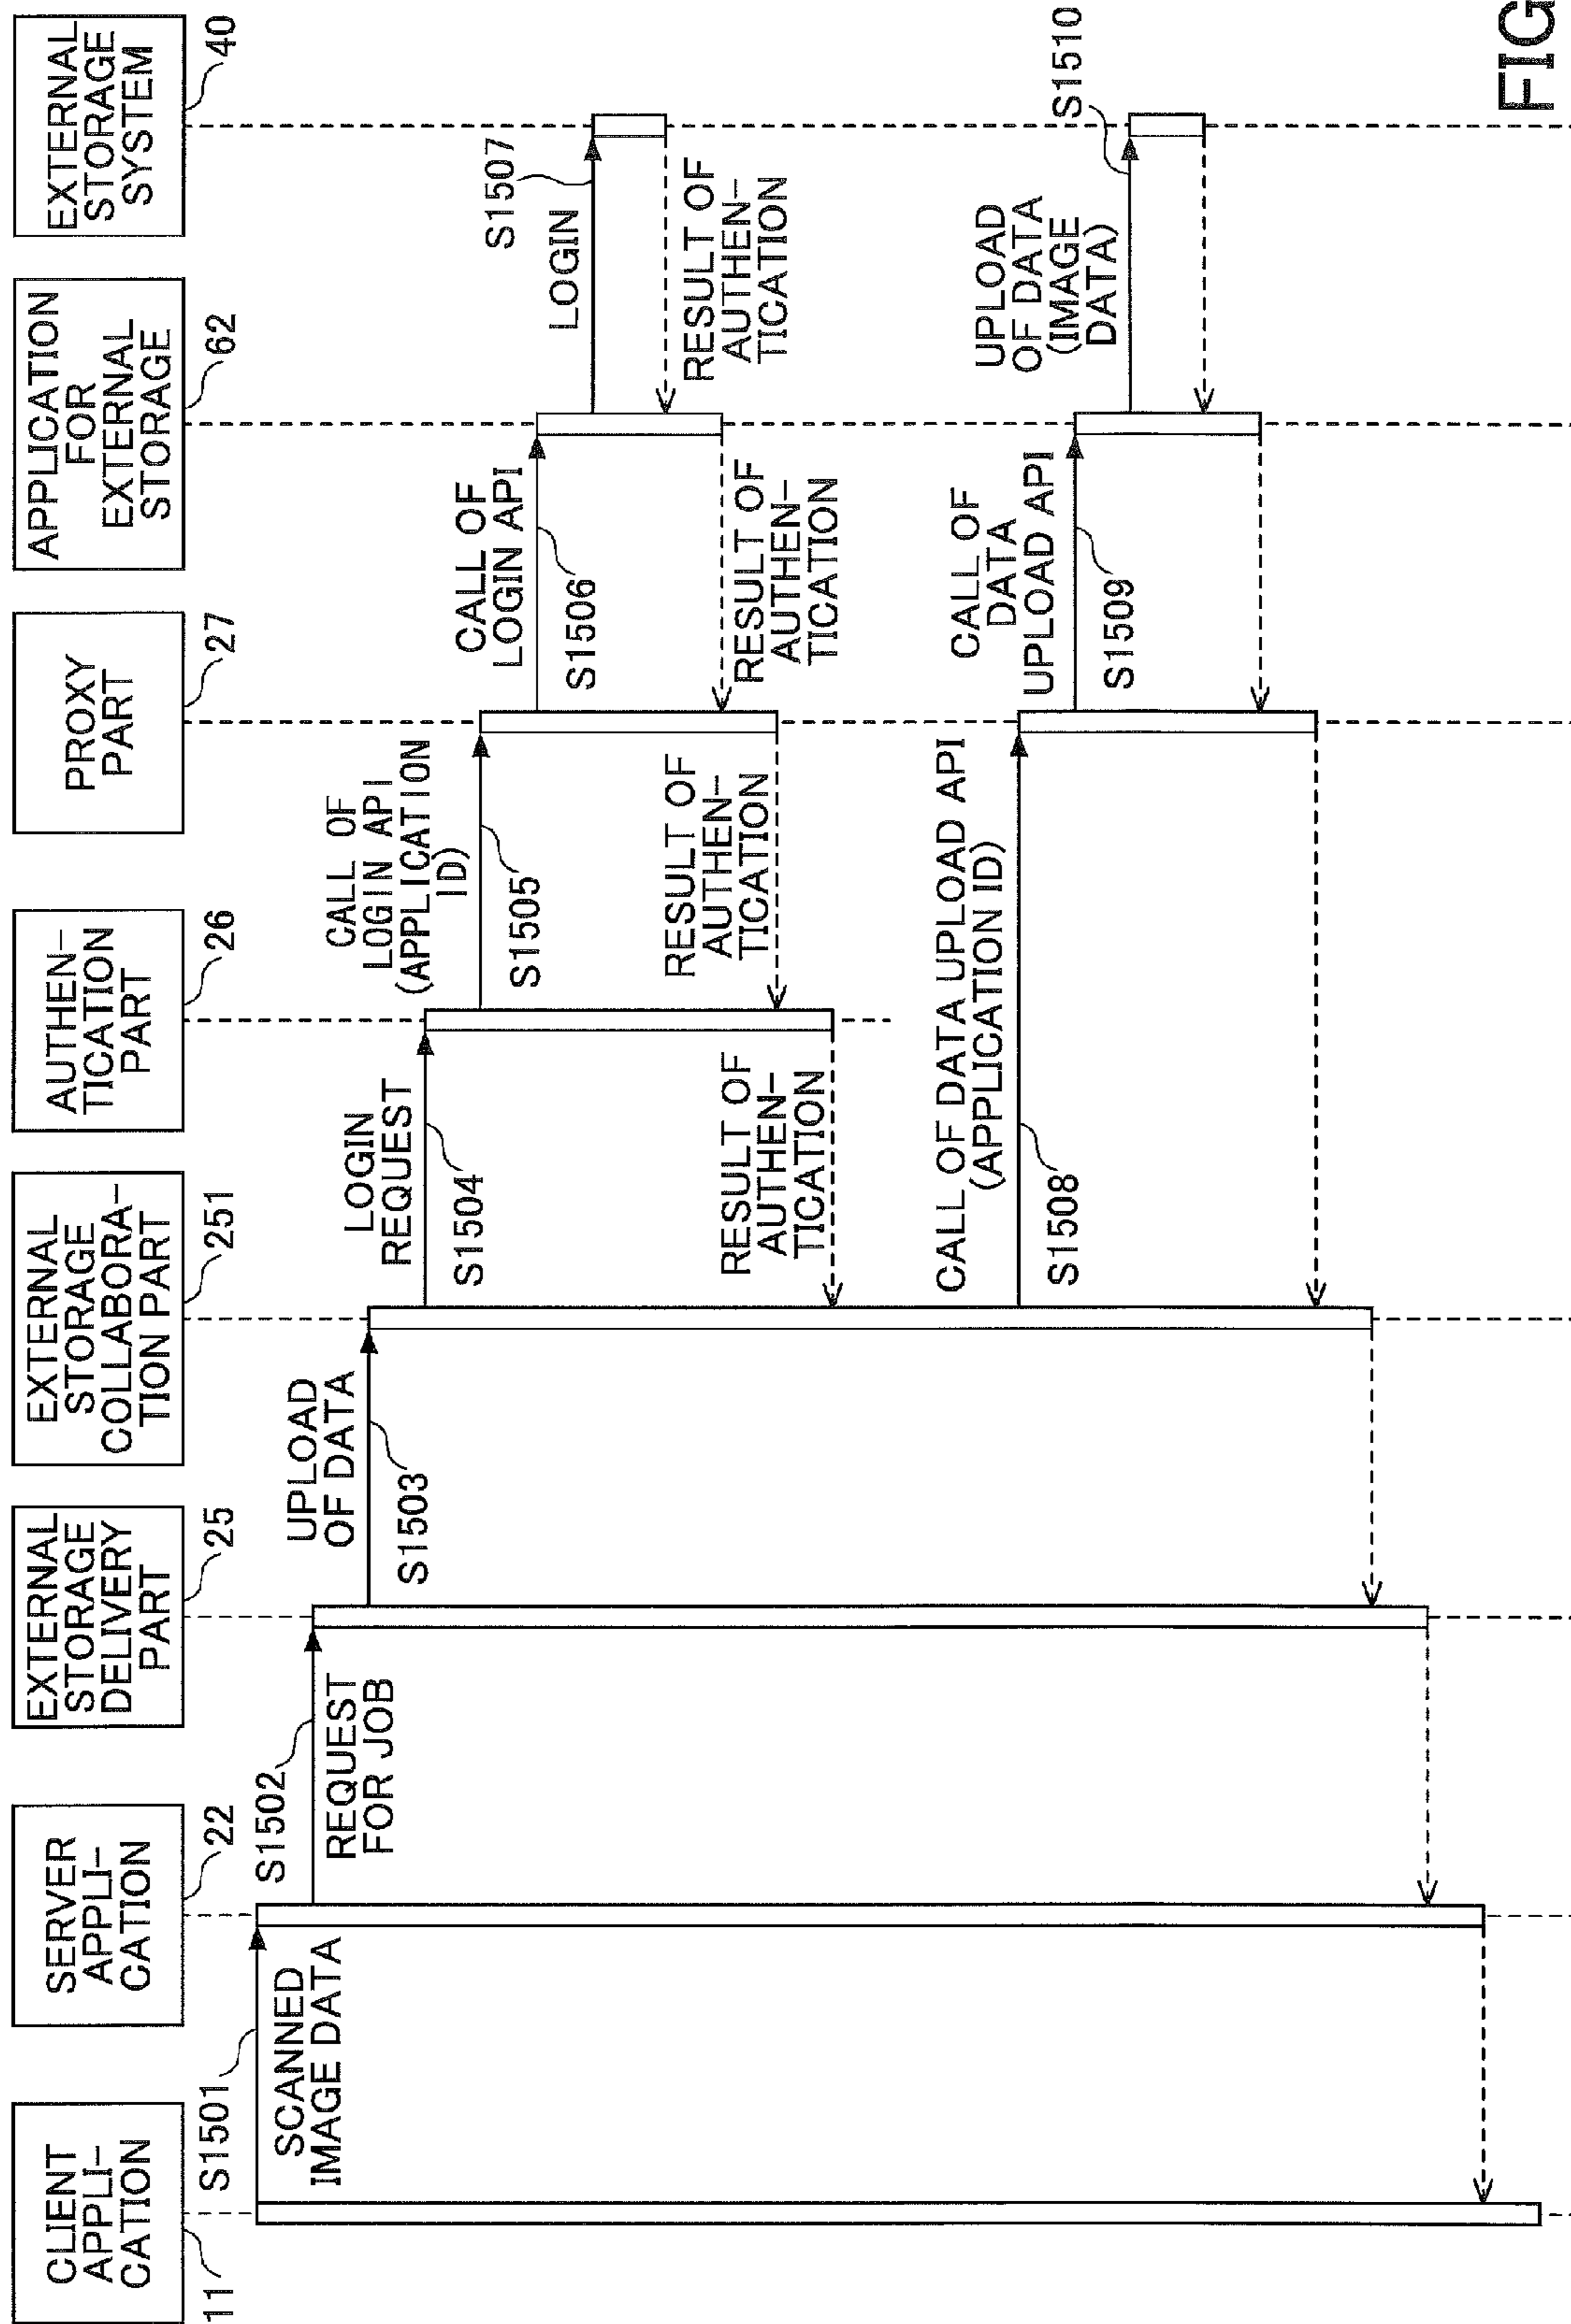 CLIENT
APPLI-
CATION
11
SERVER
APPLI-
CATION
22
EXTERNAL
STORAGE
DELIVERY
PART
25
EXTERNAL
STORAGE
COLLABORA-
TION PART
251
AUTHEN-
TICATION
PART
26
PROXY
PART
27
APPLICATION
FOR
EXTERNAL
STORAGE
62
EXTERNAL
STORAGE
SYSTEM
40
S1501
SCANNED
IMAGE DATA
S1502
REQUEST
FOR JOB
UPLOAD
OF DATA
S1503
LOGIN
REQUEST
S1504
CALL OF
LOGIN API
(APPLICATION
ID)
S1505
CALL OF
LOGIN API
S1506
S1507
LOGIN
RESULT OF
AUTHEN-
TICATION
RESULT OF
AUTHEN-
TICATION
RESULT OF
AUTHEN-
TICATION
RESULT OF
AUTHEN-
TICATION
CALL OF DATA UPLOAD API
(APPLICATION ID)
S1508
CALL OF
DATA
UPLOAD API
S1509
UPLOAD
OF DATA
(IMAGE
DATA)
S1510
FIG